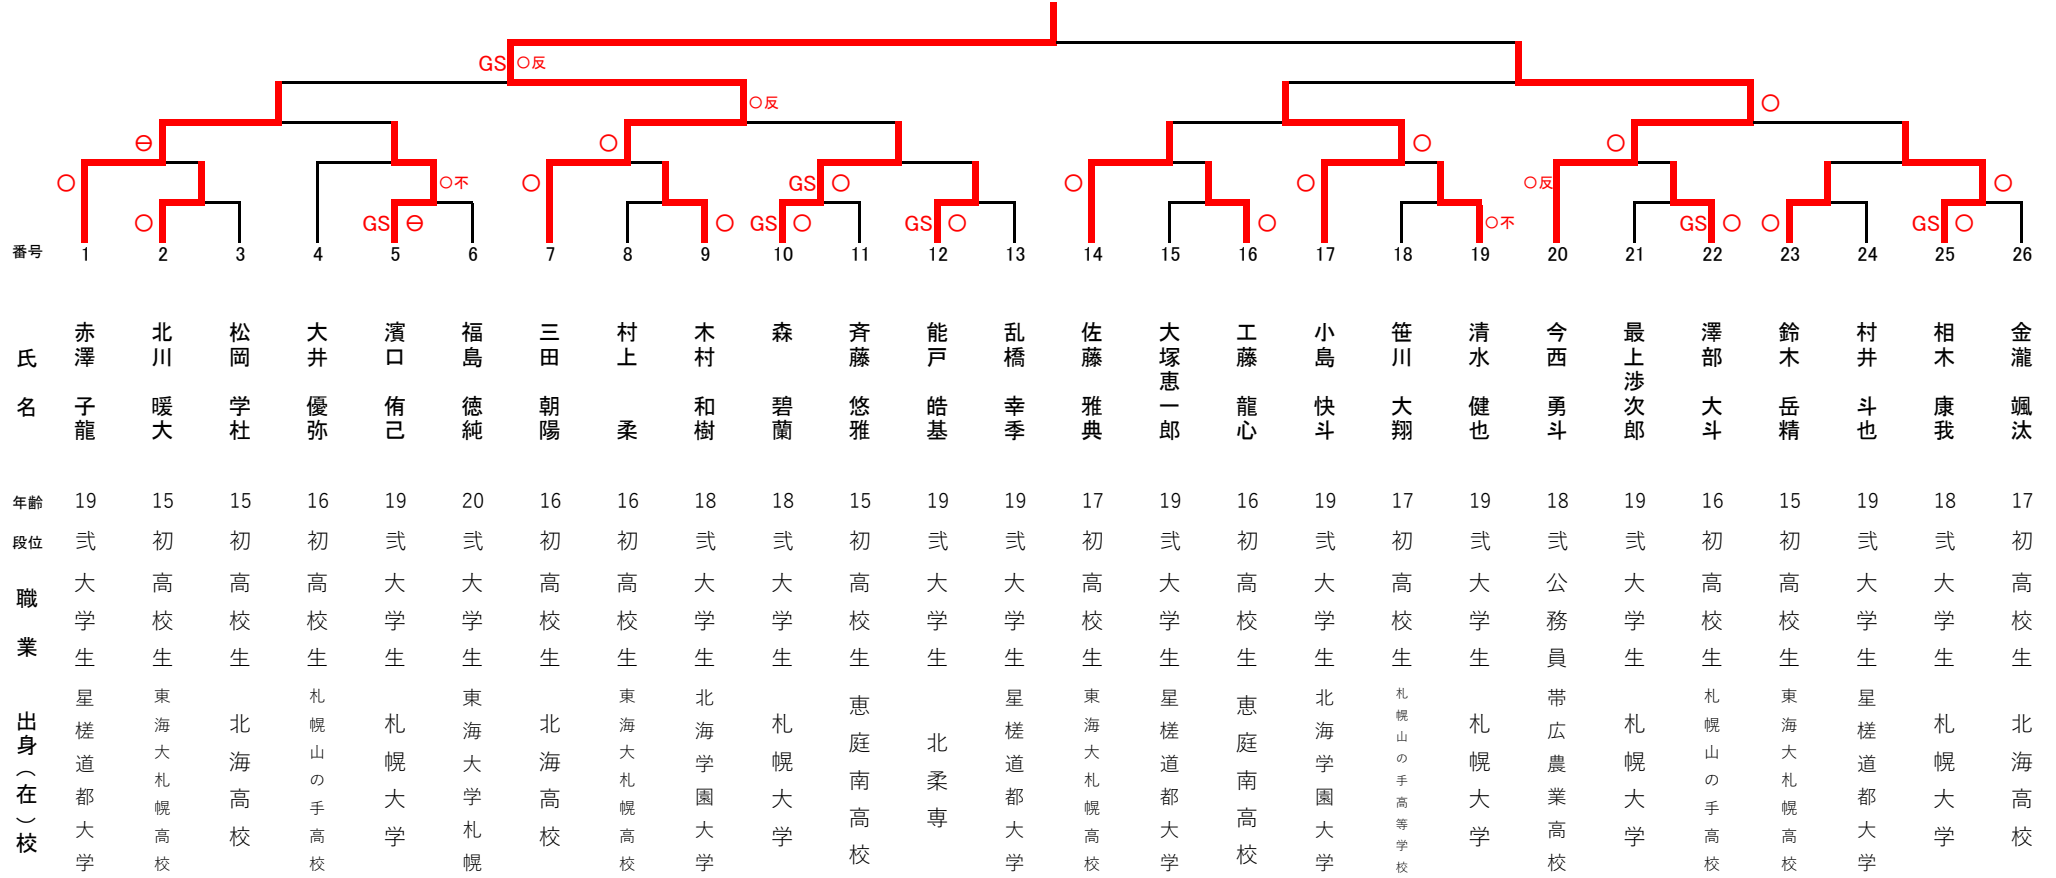 GS ○反
○反 ○
⊖ ○ ○ ○
○ ○不 ○ GS ○ ○ ○ ○反 ○
○ GS ⊖ ○ GS ○ GS ○ ○ ○不 GS ○ ○ GS ○
番号 1 2 3 4 5 6 7 8 9 10 11 12 13 14 15 16 17 18 19 20 21 22 23 24 25 26
氏名
赤澤 子龍
北川 暖大
松岡 学杜
大井 優弥
濱口 侑己
福島 徳純
三田 朝陽
村上 柔
木村 和樹
森 碧蘭
斉藤 悠雅
能戸 皓基
乱橋 幸季
佐藤 雅典
大塚恵一郎
工藤 龍心
小島 快斗
笹川 大翔
清水 健也
今西 勇斗
最上渉次郎
澤部 大斗
鈴木 岳精
村井 斗也
相木 康我
金瀧 颯汰
年齢 19 15 15 16 19 20 16 16 18 18 15 19 19 17 19 16 19 17 19 18 19 16 15 19 18 17
段位 弐 初 初 初 弐 弐 初 初 弐 弐 初 弐 弐 初 弐 初 弐 初 弐 弐 弐 初 初 弐 弐 初
職業
大学生
高校生
高校生
高校生
大学生
大学生
高校生
高校生
大学生
大学生
高校生
大学生
大学生
高校生
大学生
高校生
大学生
高校生
大学生
公務員
大学生
高校生
高校生
大学生
大学生
高校生
出身(在)校
星槎道都大学
東海大札幌高校
北海高校
札幌山の手高校
札幌大学
東海大学札幌
北海高校
東海大札幌高校
北海学園大学
札幌大学
恵庭南高校
北柔専
星槎道都大学
東海大札幌高校
星槎道都大学
恵庭南高校
北海学園大学
札幌山の手高等学校
札幌大学
帯広農業高校
札幌大学
札幌山の手高校
東海大札幌高校
星槎道都大学
札幌大学
北海高校